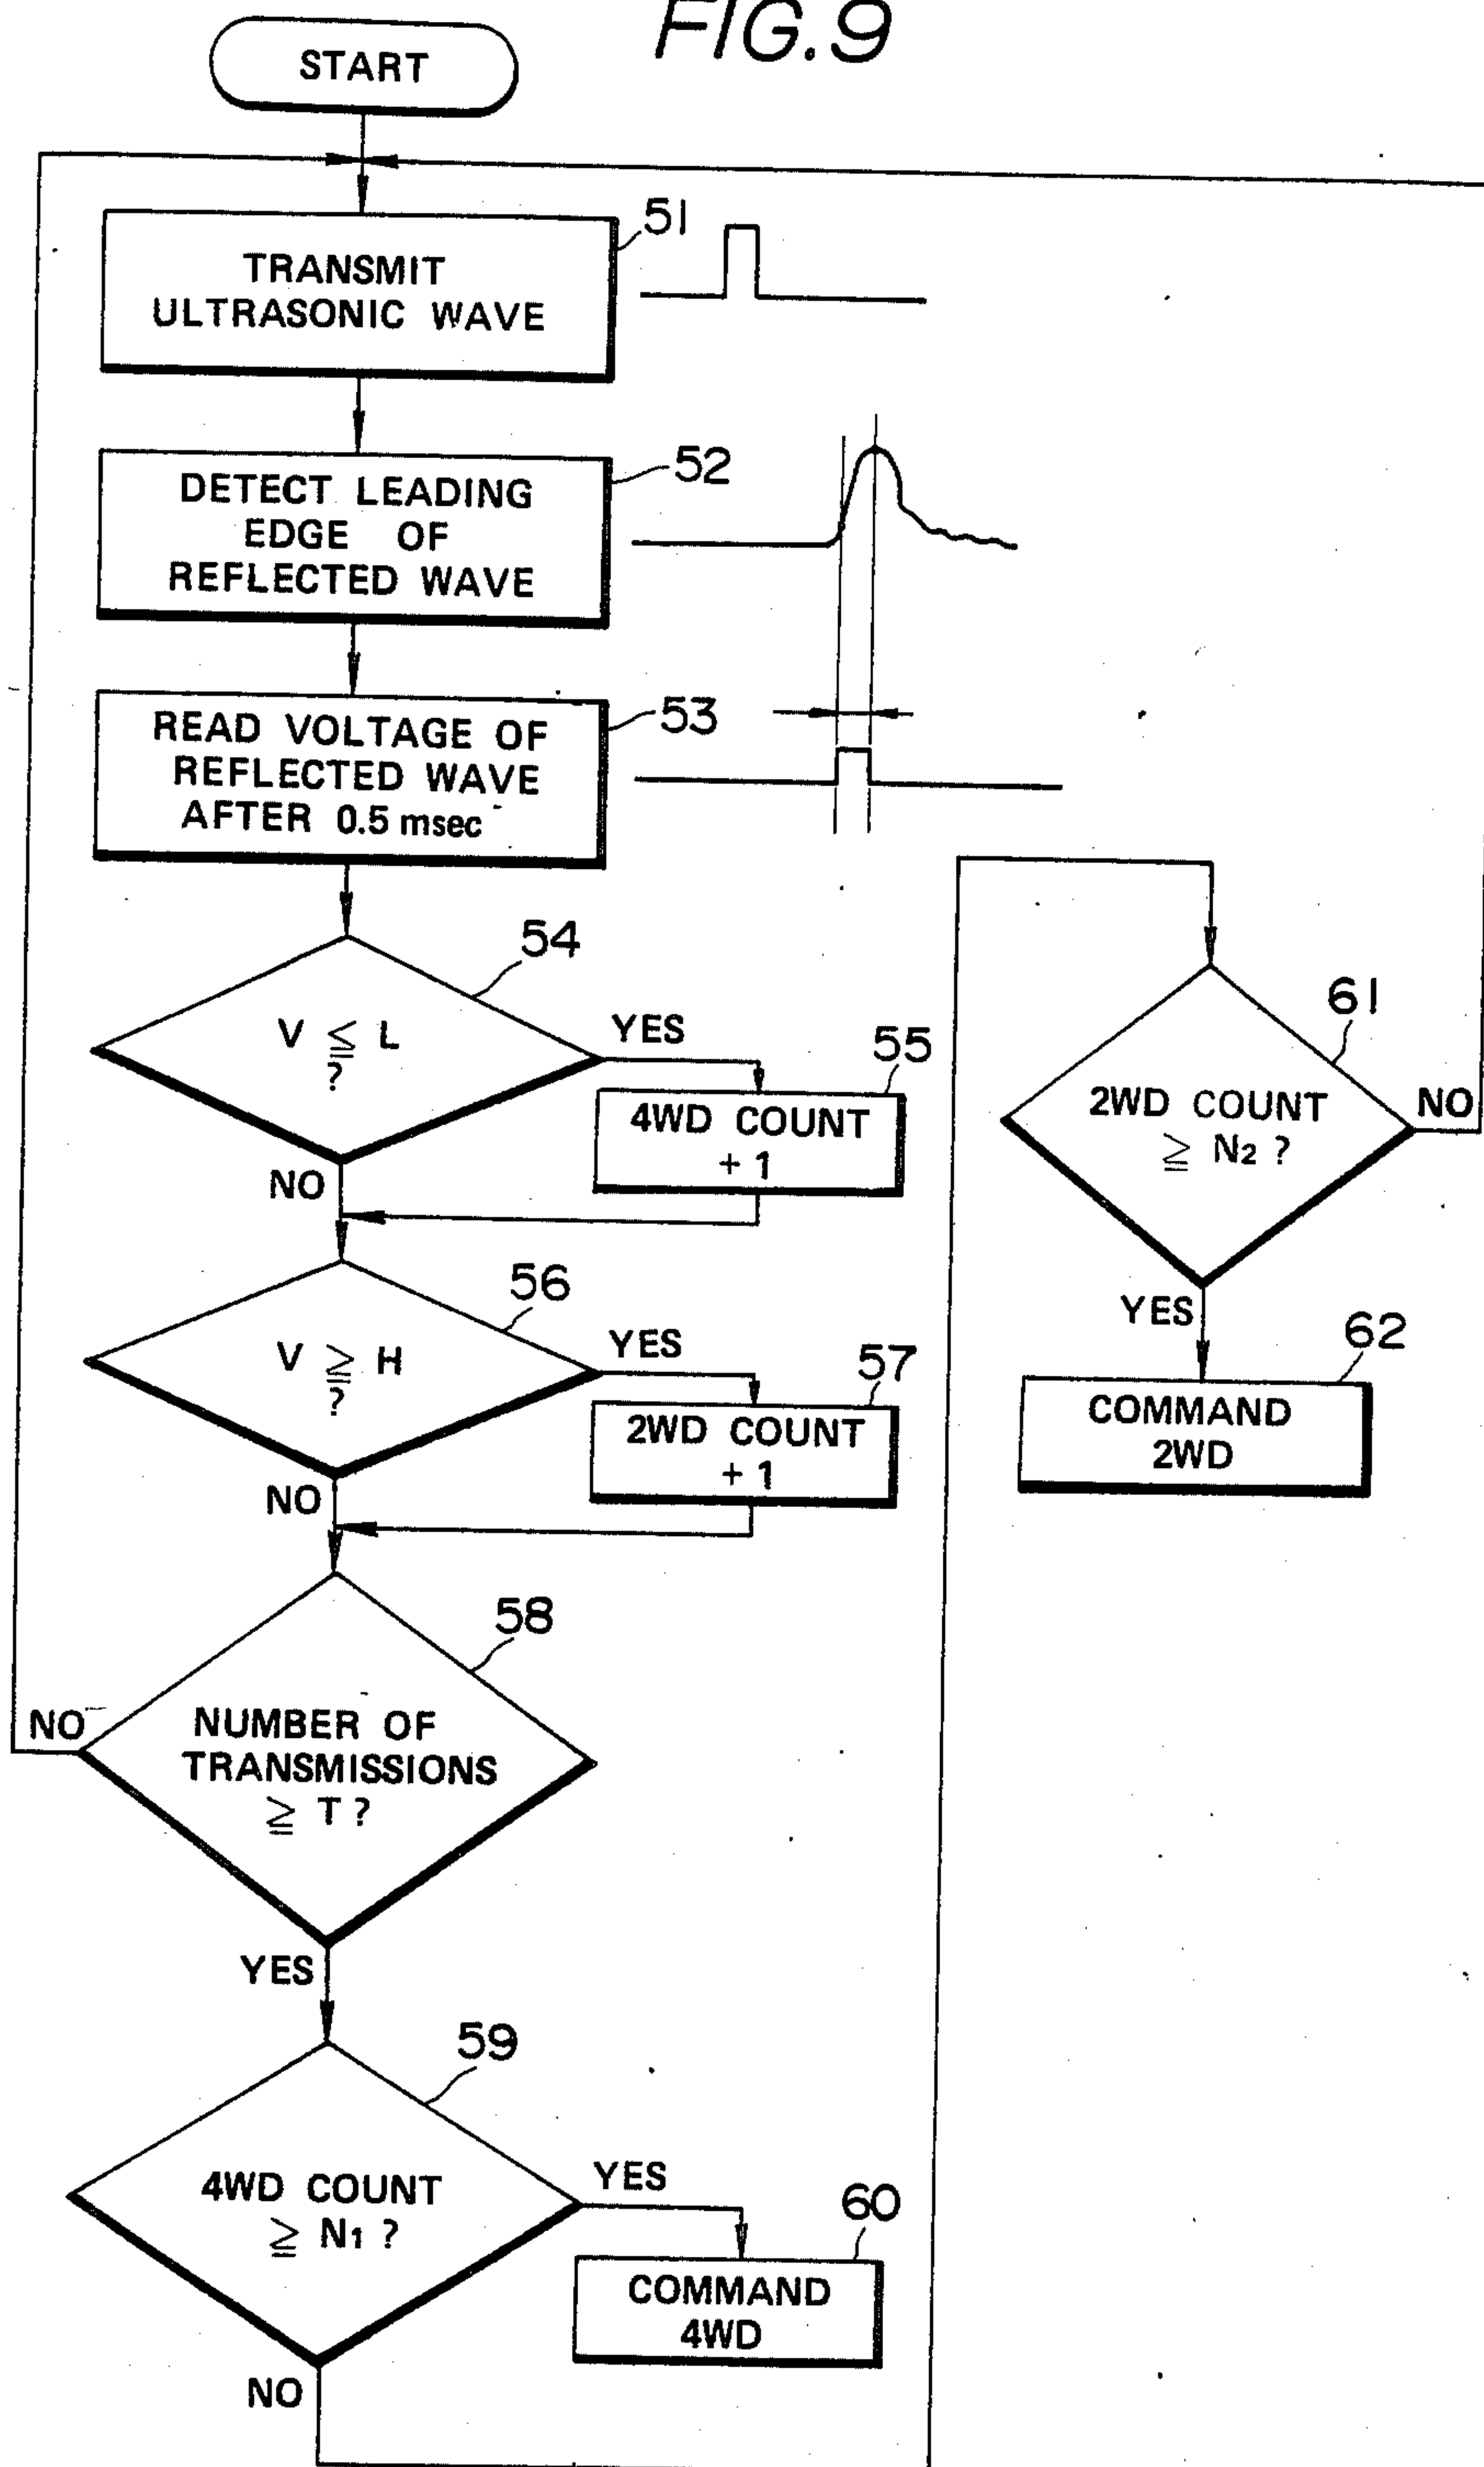 FIG.9
START
51
TRANSMIT
ULTRASONIC WAVE
52
DETECT LEADING
EDGE OF
REFLECTED WAVE
53
READ VOLTAGE OF
REFLECTED WAVE
AFTER 0.5 msec
54
V ≦ L
?
YES
55
4WD COUNT
+ 1
NO
56
V ≧ H
?
YES
57
2WD COUNT
+ 1
NO
58
NUMBER OF
TRANSMISSIONS
≧ T ?
NO
YES
59
4WD COUNT
≧ N1 ?
YES
60
COMMAND
4WD
NO
61
2WD COUNT
≧ N2 ?
NO
YES
62
COMMAND
2WD